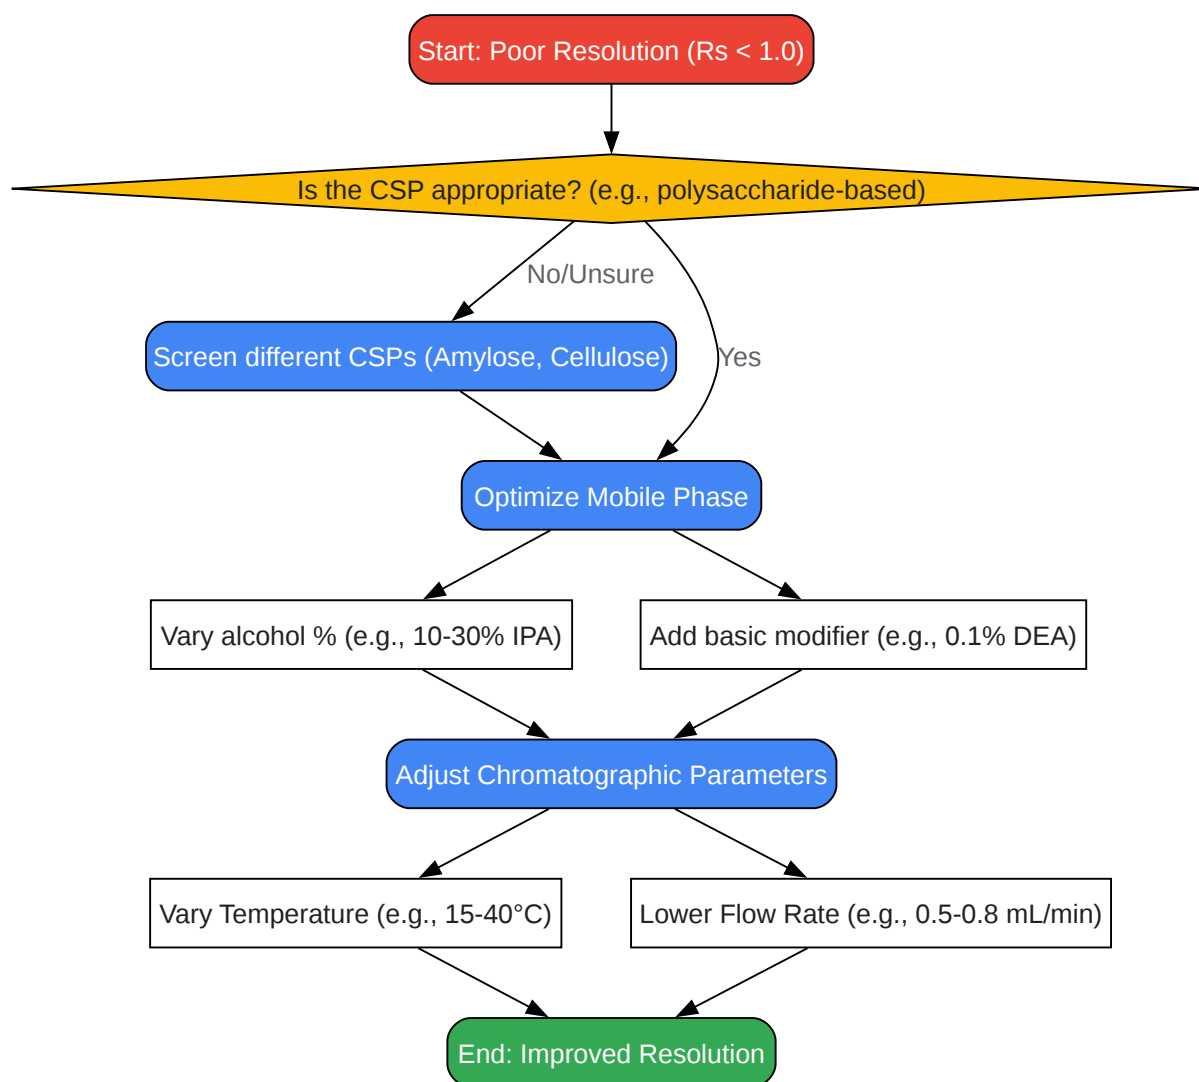 Start: Poor Resolution (Rs < 1.0)
Is the CSP appropriate? (e.g., polysaccharide-based)
No/Unsure
Screen different CSPs (Amylose, Cellulose)
Yes
Optimize Mobile Phase
Vary alcohol % (e.g., 10-30% IPA)
Add basic modifier (e.g., 0.1% DEA)
Adjust Chromatographic Parameters
Vary Temperature (e.g., 15-40°C)
Lower Flow Rate (e.g., 0.5-0.8 mL/min)
End: Improved Resolution